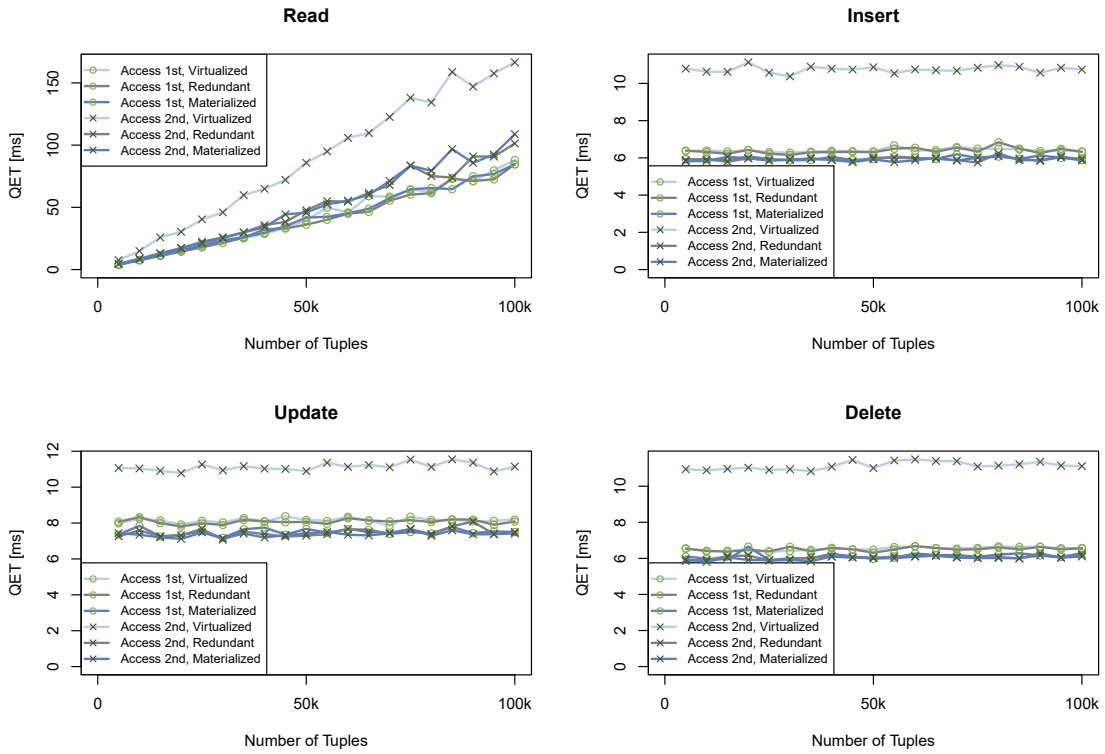 Read
QET [ms]
150
100
50
0
Access 1st, Virtualized
Access 1st, Redundant
Access 1st, Materialized
Access 2nd, Virtualized
Access 2nd, Redundant
Access 2nd, Materialized
0
50k
100k
Number of Tuples
Insert
QET [ms]
10
8
6
4
2
0
Access 1st, Virtualized
Access 1st, Redundant
Access 1st, Materialized
Access 2nd, Virtualized
Access 2nd, Redundant
Access 2nd, Materialized
0
50k
100k
Number of Tuples
Update
QET [ms]
12
10
8
6
4
2
0
Access 1st, Virtualized
Access 1st, Redundant
Access 1st, Materialized
Access 2nd, Virtualized
Access 2nd, Redundant
Access 2nd, Materialized
0
50k
100k
Number of Tuples
Delete
QET [ms]
10
8
6
4
2
0
Access 1st, Virtualized
Access 1st, Redundant
Access 1st, Materialized
Access 2nd, Virtualized
Access 2nd, Redundant
Access 2nd, Materialized
0
50k
100k
Number of Tuples